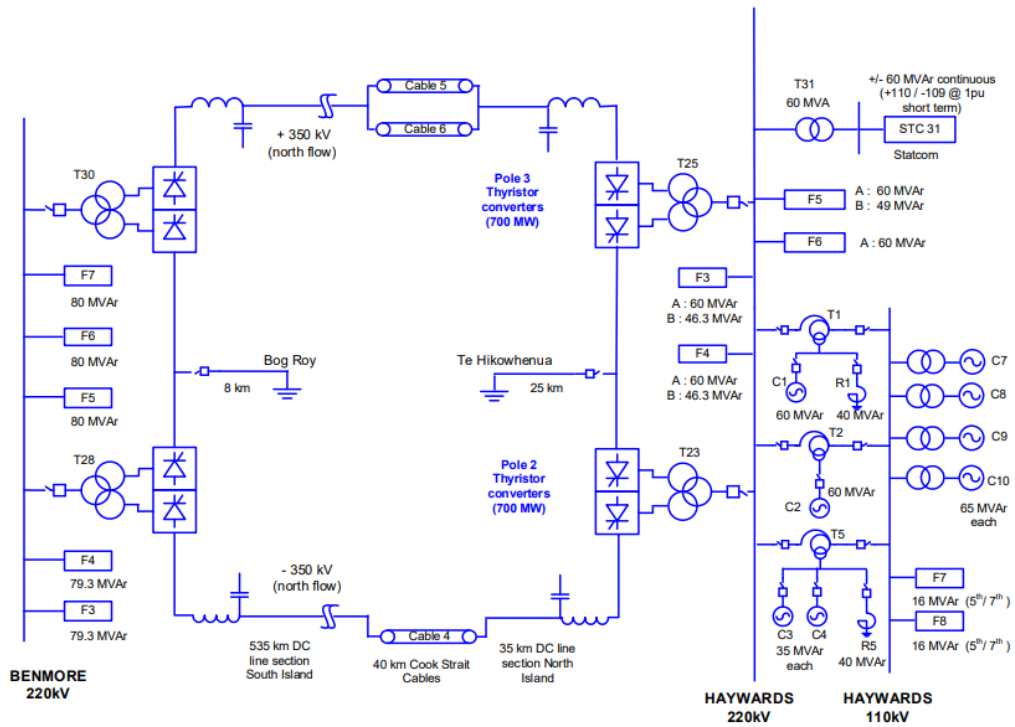 T31
60 MVA
+/- 60 MVAr continuous
(+110 / -109 @ 1pu
short term)
STC 31
Statcom
Cable 5
Cable 6
+ 350 kV
(north flow)
T30
Pole 3
Thyristor
converters
(700 MW)
T25
F5
A : 60 MVAr
B : 49 MVAr
F6
A : 60 MVAr
F7
80 MVAr
F6
80 MVAr
F5
80 MVAr
F3
A : 60 MVAr
B : 46.3 MVAr
F4
A : 60 MVAr
B : 46.3 MVAr
Bog Roy
8 km
Te Hikowhenua
25 km
T1
C1
60 MVAr
R1
40 MVAr
C7
C8
C9
C10
65 MVAr
each
T2
60 MVAr
C2
T28
Pole 2
Thyristor
converters
(700 MW)
T23
T5
C3
C4
35 MVAr
each
R5
40 MVAr
F7
16 MVAr (5th/ 7th )
F8
16 MVAr (5th/ 7th )
F4
79.3 MVAr
F3
79.3 MVAr
- 350 kV
(north flow)
Cable 4
535 km DC
line section
South Island
40 km Cook Strait
Cables
35 km DC line
section North
Island
BENMORE
220kV
HAYWARDS
220kV
HAYWARDS
110kV